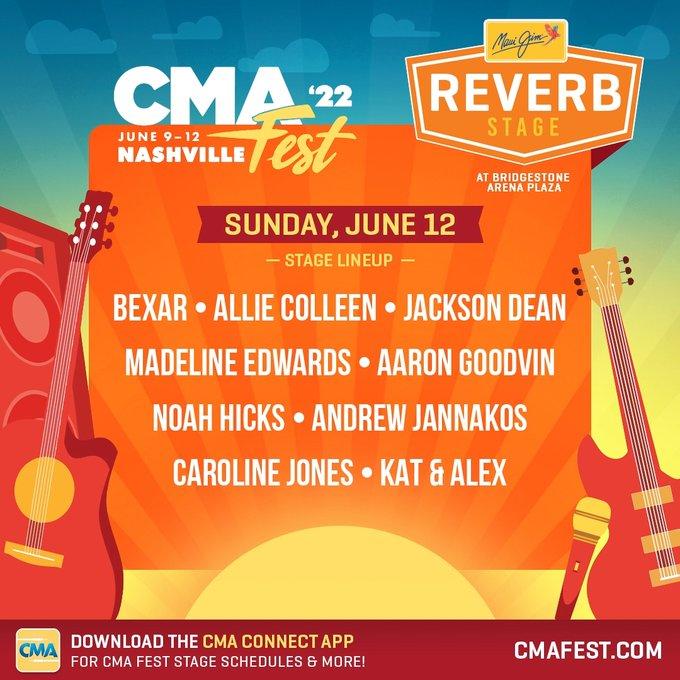 CMA '22
JUNE 9-12
NASHVILLE Fest
Maui Jim
REVERB
STAGE
AT BRIDGESTONE
ARENA PLAZA
SUNDAY, JUNE 12
— STAGE LINEUP —
BEXAR • ALLIE COLLEEN • JACKSON DEAN
MADELINE EDWARDS • AARON GOODVIN
NOAH HICKS • ANDREW JANNAKOS
CAROLINE JONES • KAT & ALEX
CMA
DOWNLOAD THE CMA CONNECT APP
FOR CMA FEST STAGE SCHEDULES & MORE!
CMAFEST.COM